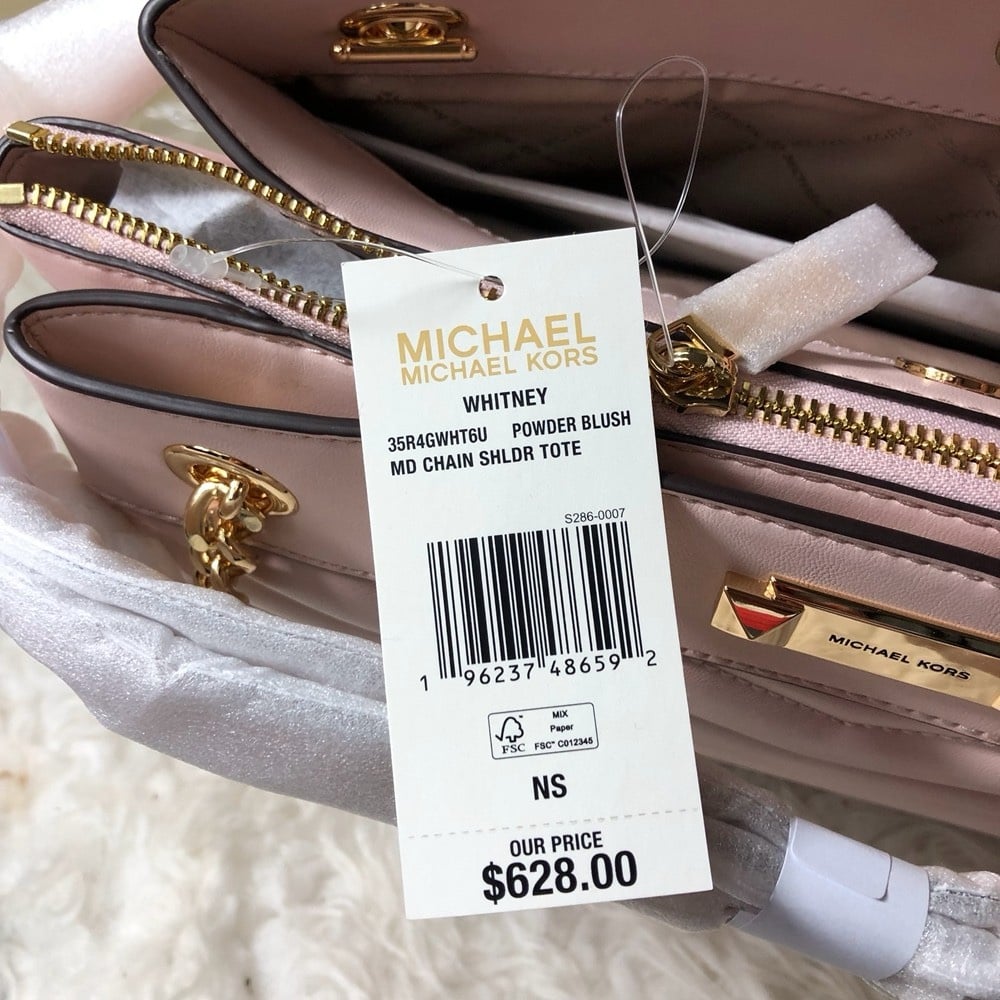 MICHAEL
MICHAEL KORS
WHITNEY
35R4GWHT6U POWDER BLUSH
MD CHAIN SHLDR TOTE
S286-0007
1 96237 48659 2
MIX
Paper
FSC FSC™ C012345
NS
OUR PRICE
$628.00
MICHAEL KORS